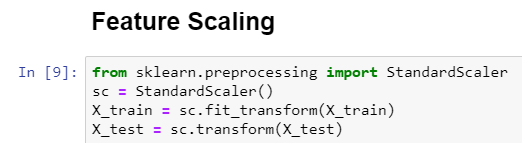 Feature Scaling
In [9]: from sklearn.preprocessing import StandardScaler
sc = StandardScaler()
X_train = sc.fit_transform(X_train)
X_test = sc.transform(X_test)